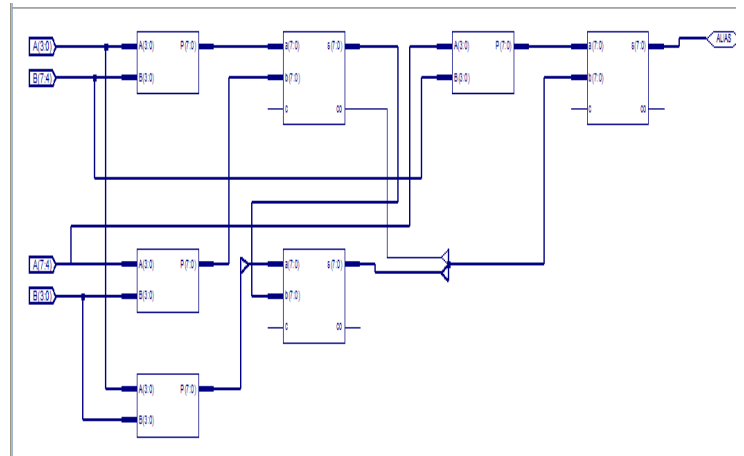 A(3:0)
B(7:4)
A(3:0) P(7:0)
B(3:0)
a(7:0) s(7:0)
b(7:0)
c co
A(3:0) P(7:0)
B(3:0)
a(7:0) s(7:0)
b(7:0)
c co
ALIAS
A(7:4)
B(3:0)
A(3:0) P(7:0)
B(3:0)
a(7:0) s(7:0)
b(7:0)
c co
A(3:0) P(7:0)
B(3:0)